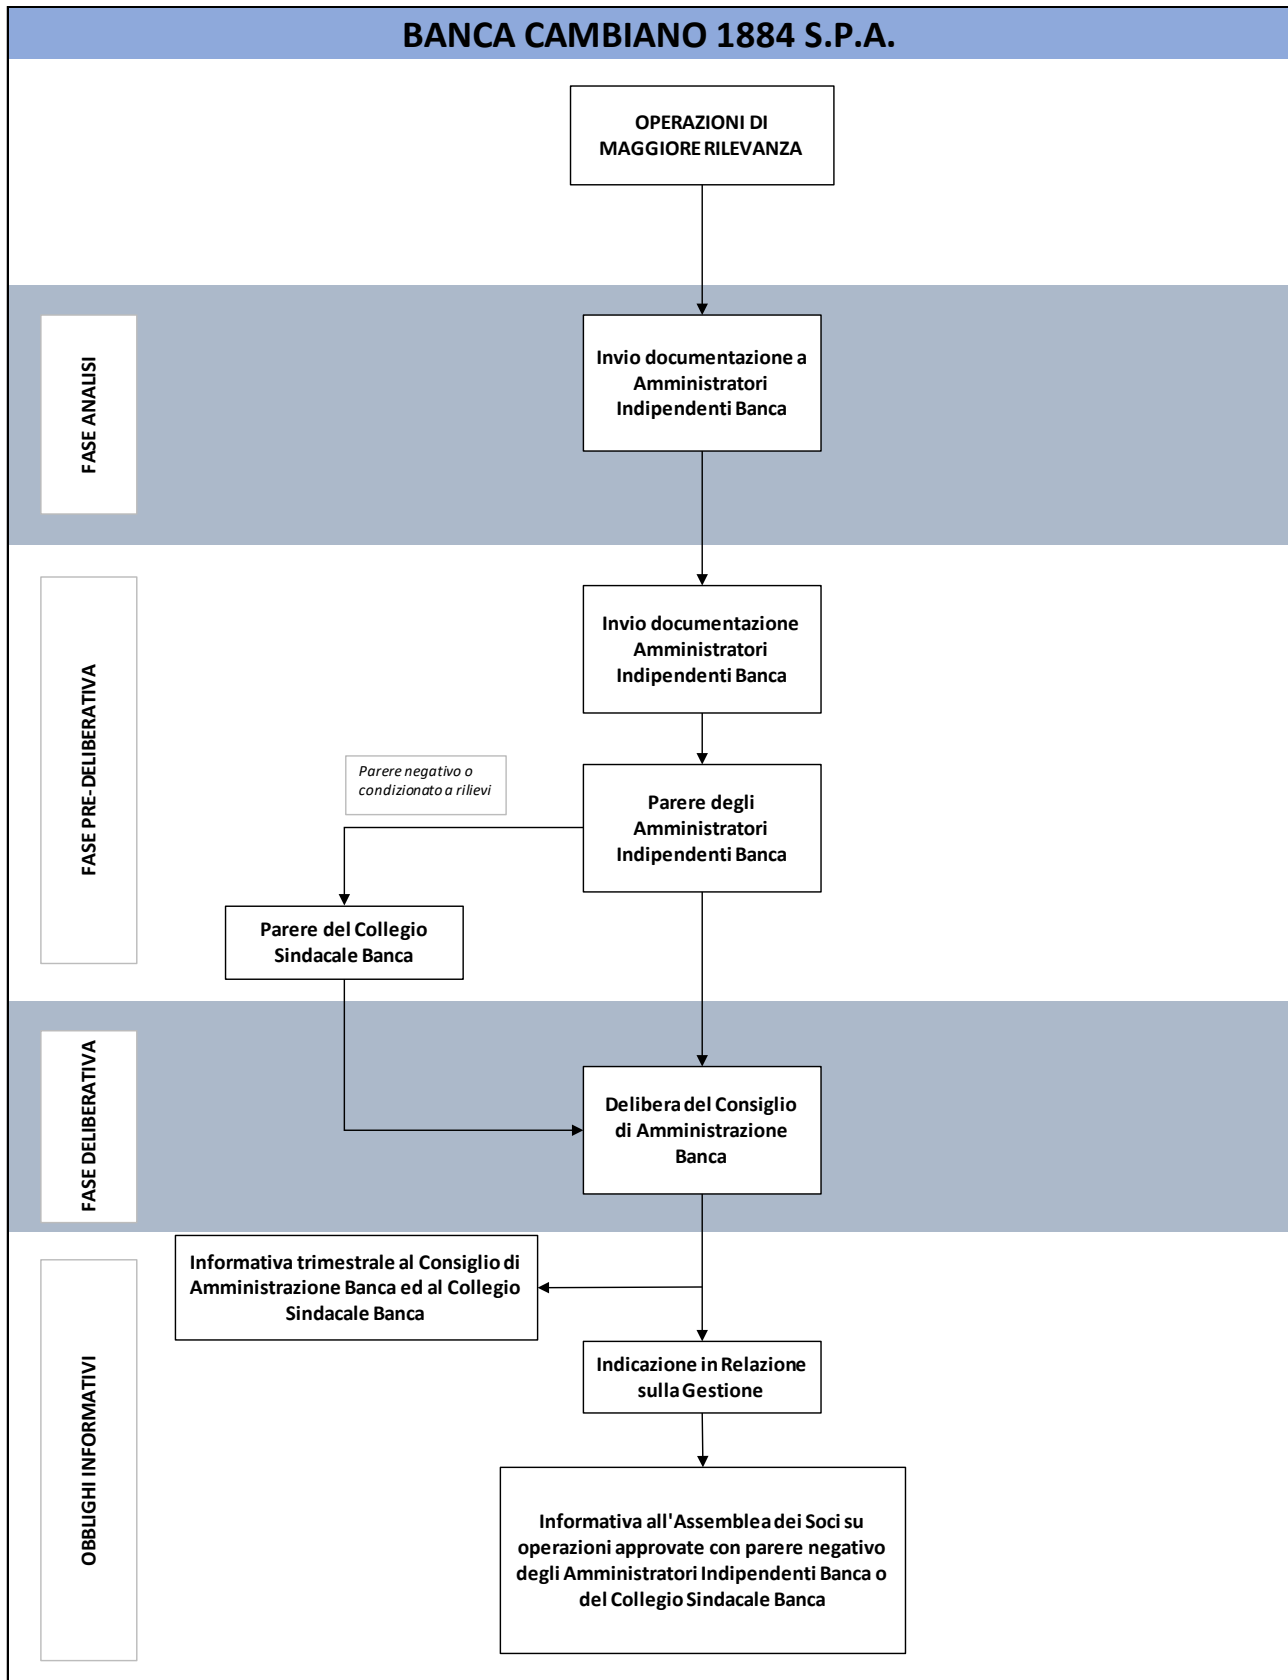 BANCA CAMBIANO 1884 S.P.A.
OPERAZIONI DI
MAGGIORE RILEVANZA
FASE ANALISI
Invio documentazione a
Amministratori
Indipendenti Banca
FASE PRE-DELIBERATIVA
Invio documentazione
Amministratori
Indipendenti Banca
Parere negativo o
condizionato a rilievi
Parere degli
Amministratori
Indipendenti Banca
Parere del Collegio
Sindacale Banca
FASE DELIBERATIVA
Delibera del Consiglio
di Amministrazione
Banca
OBBLIGHI INFORMATIVI
Informativa trimestrale al Consiglio di
Amministrazione Banca ed al Collegio
Sindacale Banca
Indicazione in Relazione
sulla Gestione
Informativa all'Assemblea dei Soci su
operazioni approvate con parere negativo
degli Amministratori Indipendenti Banca o
del Collegio Sindacale Banca